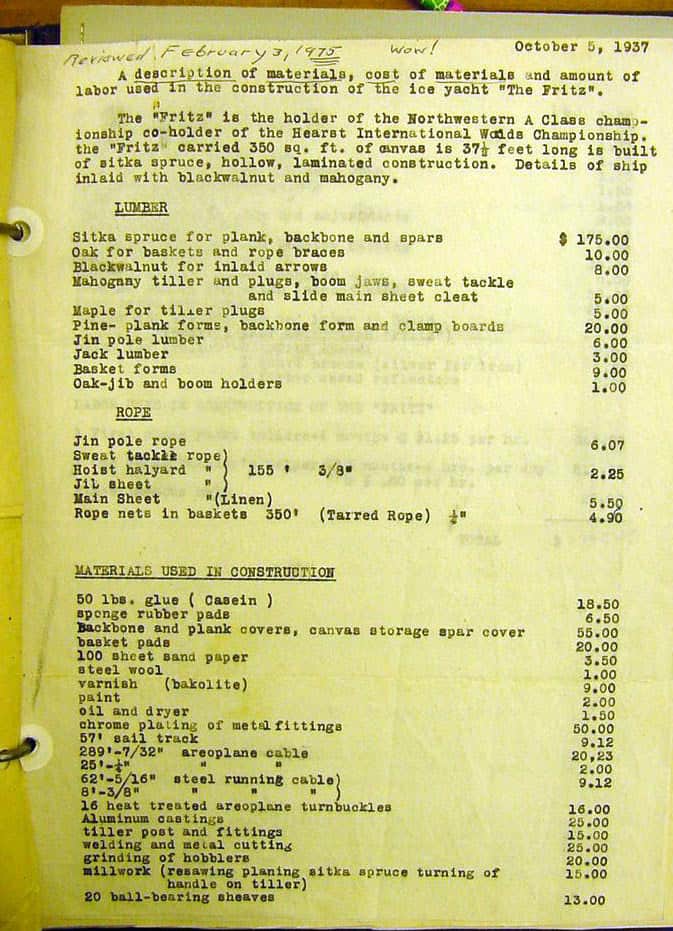 Reviewed February 3, 1975 Wow! October 5, 1937
A description of materials, cost of materials and amount of
labor used in the construction of the ice yacht "The Fritz".
The "Fritz" is the holder of the Northwestern A Class champ-
ionship co-holder of the Hearst International Wolds Championship.
the "Fritz" carried 350 sq. ft. of canvas is 37½ feet long is built
of sitka spruce, hollow, laminated construction. Details of ship
inlaid with blackwalnut and mahogany.
LUMBER
Sitka spruce for plank, backbone and spars $ 175.00
Oak for baskets and rope braces 10.00
Blackwalnut for inlaid arrows 8.00
Mahogany tiller and plugs, boom jaws, sweat tackle
and slide main sheet cleat 5.00
Maple for tiller plugs 5.00
Pine- plank forms, backbone form and clamp boards 20.00
Jin pole lumber 6.00
Jack lumber 3.00
Basket forms 9.00
Oak-jib and boom holders 1.00
ROPE
Jin pole rope 6.07
Sweat tackle rope)
Hoist halyard " ) 155 ' 3/8" 2.25
Jib sheet " )
Main Sheet "(Linen) 5.50
Rope nets in baskets 350' (Tarred Rope) ¼" 4.90
MATERIALS USED IN CONSTRUCTION
50 lbs. glue ( Casein ) 18.50
sponge rubber pads 6.50
Backbone and plank covers, canvas storage spar cover 55.00
basket pads 20.00
100 sheet sand paper 3.50
steel wool 1.00
varnish (bakolite) 9.00
paint 2.00
oil and dryer 1.50
chrome plating of metal fittings 50.00
57' sail track 9.12
289'-7/32" areoplane cable 20,23
25'-¼" " " 2.00
62'-5/16" steel running cable) 9.12
8'-3/8" " " " )
16 heat treated areoplane turnbuckles 16.00
Aluminum castings 25.00
tiller post and fittings 15.00
welding and metal cutting 25.00
grinding of hobblers 20.00
millwork (resawing planing sitka spruce turning of 15.00
handle on tiller)
20 ball-bearing sheaves 13.00